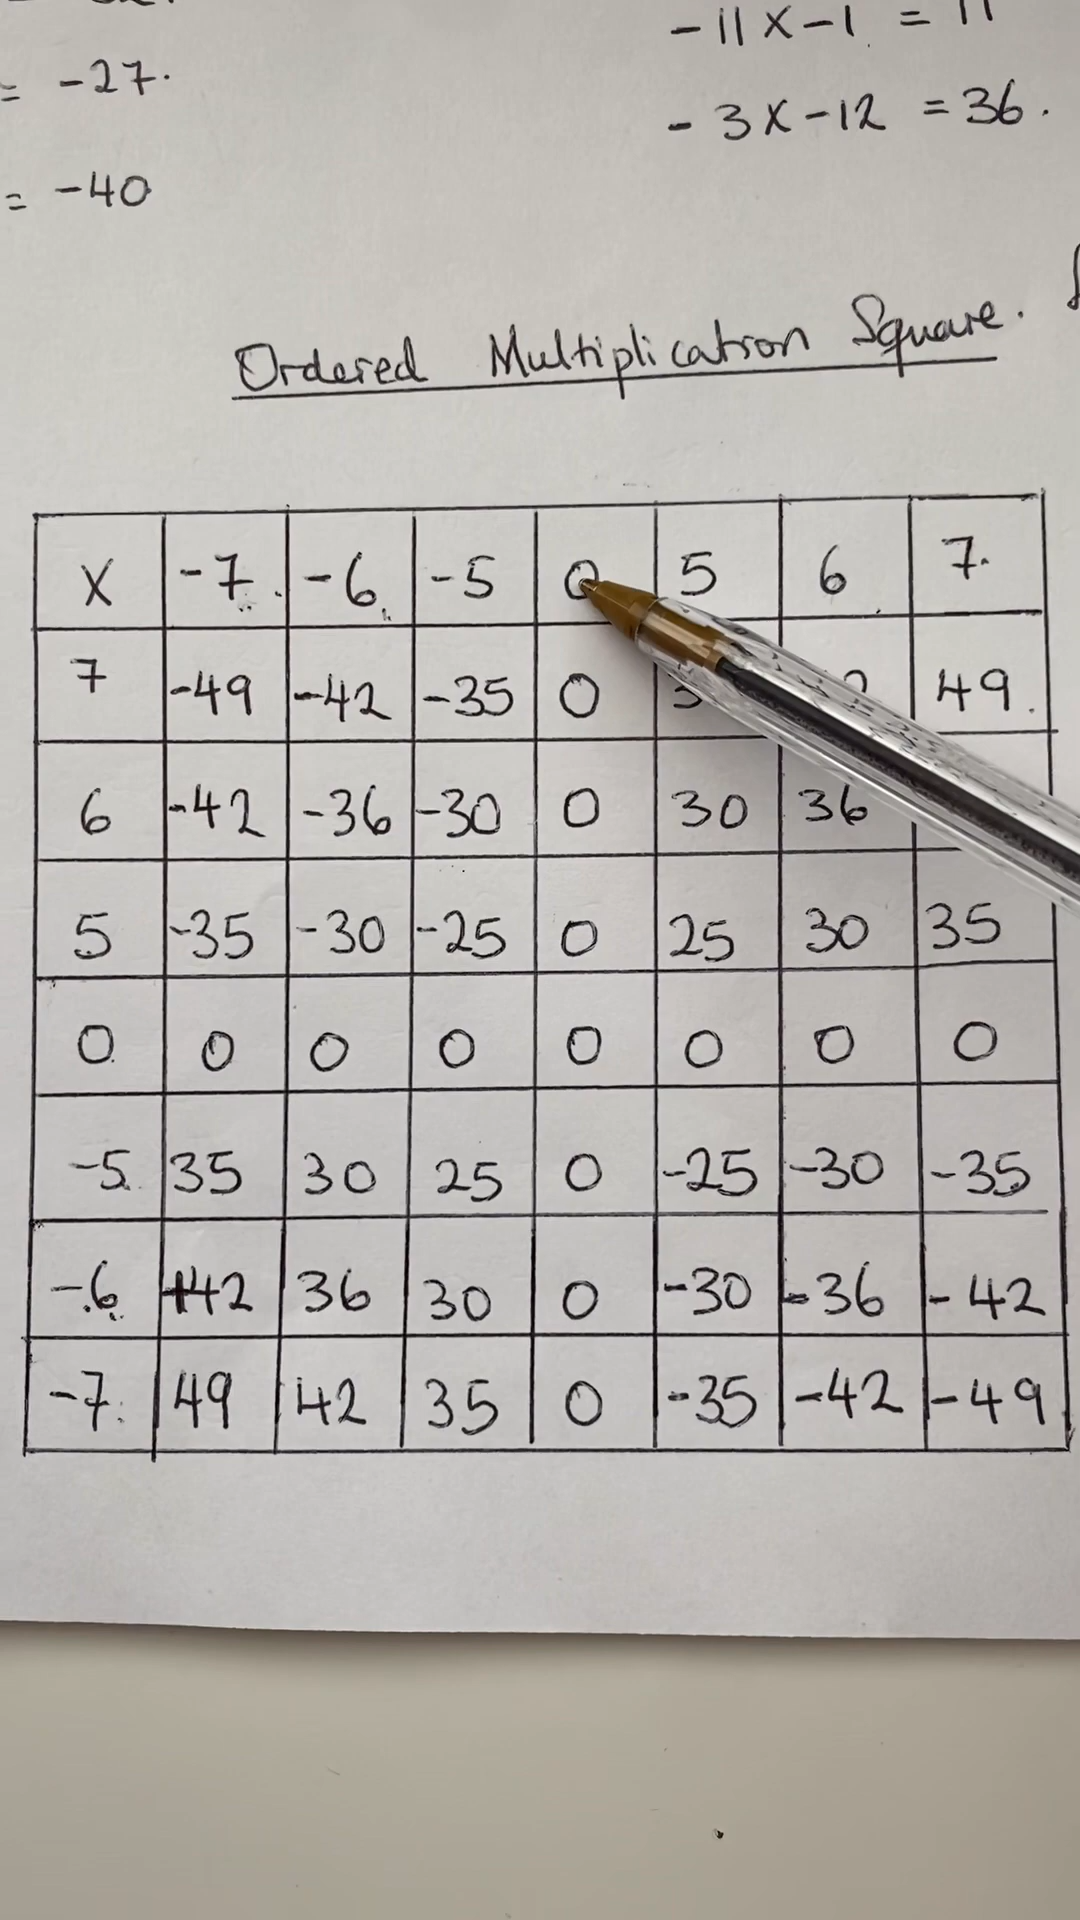 -11 x -1 = 11
= -27.
- 3 x -12 = 36.
= -40
Ordered Multiplication Square.
X -7 -6 -5 0 5 6 7.
7 -49 -42 -35 0 49.
6 -42 -36 -30 0 30 36
5 -35 -30 -25 0 25 30 35
0 0 0 0 0 0 0 0
-5 35 30 25 0 -25 -30 -35
-6 +42 36 30 0 -30 -36 -42
-7 49 42 35 0 -35 -42 -49